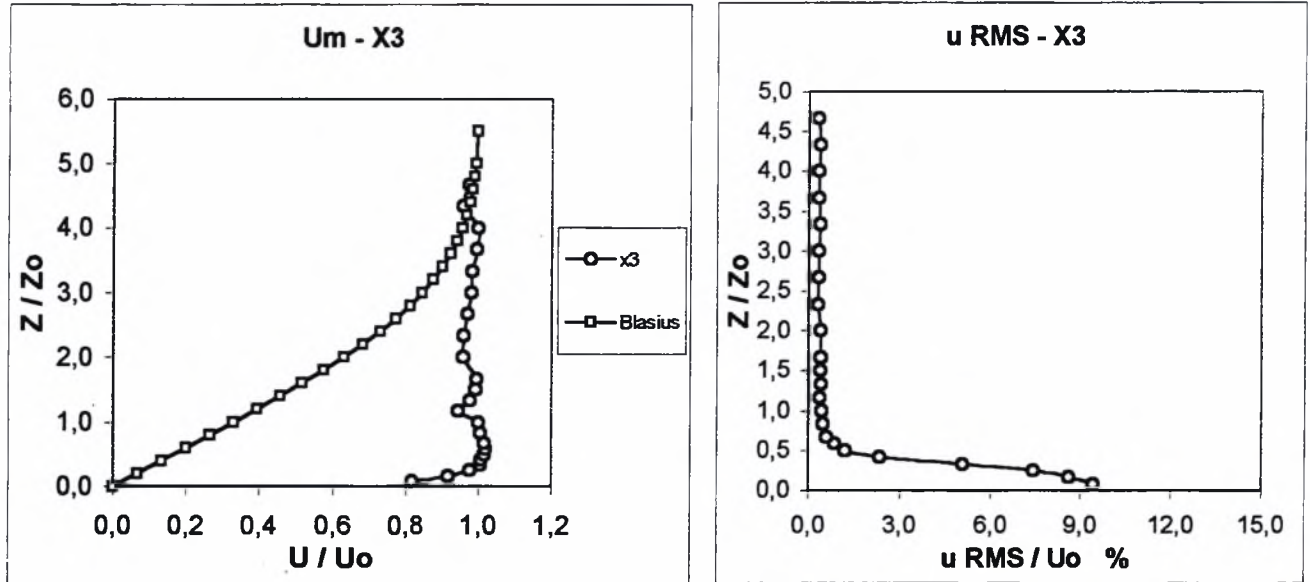 Um - X3
6,0
5,0
4,0
3,0
2,0
1,0
0,0
Z / Zo
0,0 0,2 0,4 0,6 0,8 1,0 1,2
U / Uo
x3
Blasius
u RMS - X3
5,0
4,5
4,0
3,5
3,0
2,5
2,0
1,5
1,0
0,5
0,0
Z / Zo
0,0 3,0 6,0 9,0 12,0 15,0
u RMS / Uo %